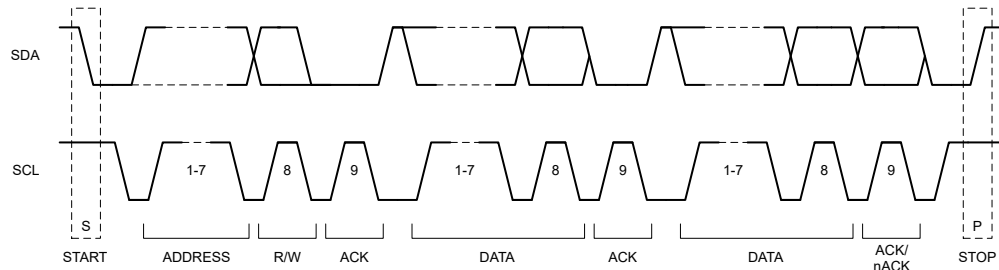 SDA
SCL
1-7 8 9 1-7 8 9 1-7 8 9
S P
START ADDRESS R/W ACK DATA ACK DATA ACK/ STOP
nACK